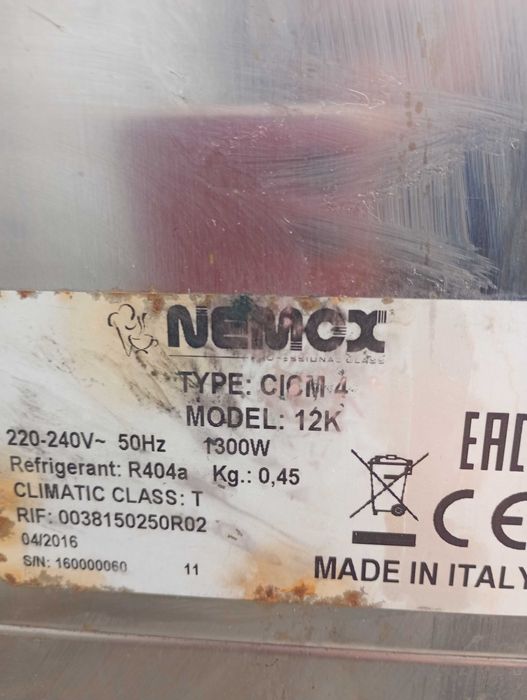 NEMOX
PROFESSIONAL CLASS
TYPE: CICM 4
MODEL: 12K
220-240V~ 50Hz 1300W
Refrigerant: R404a Kg.: 0,45
CLIMATIC CLASS: T
RIF: 0038150250R02
04/2016
S/N: 160000060 11
EAC
CE
MADE IN ITALY